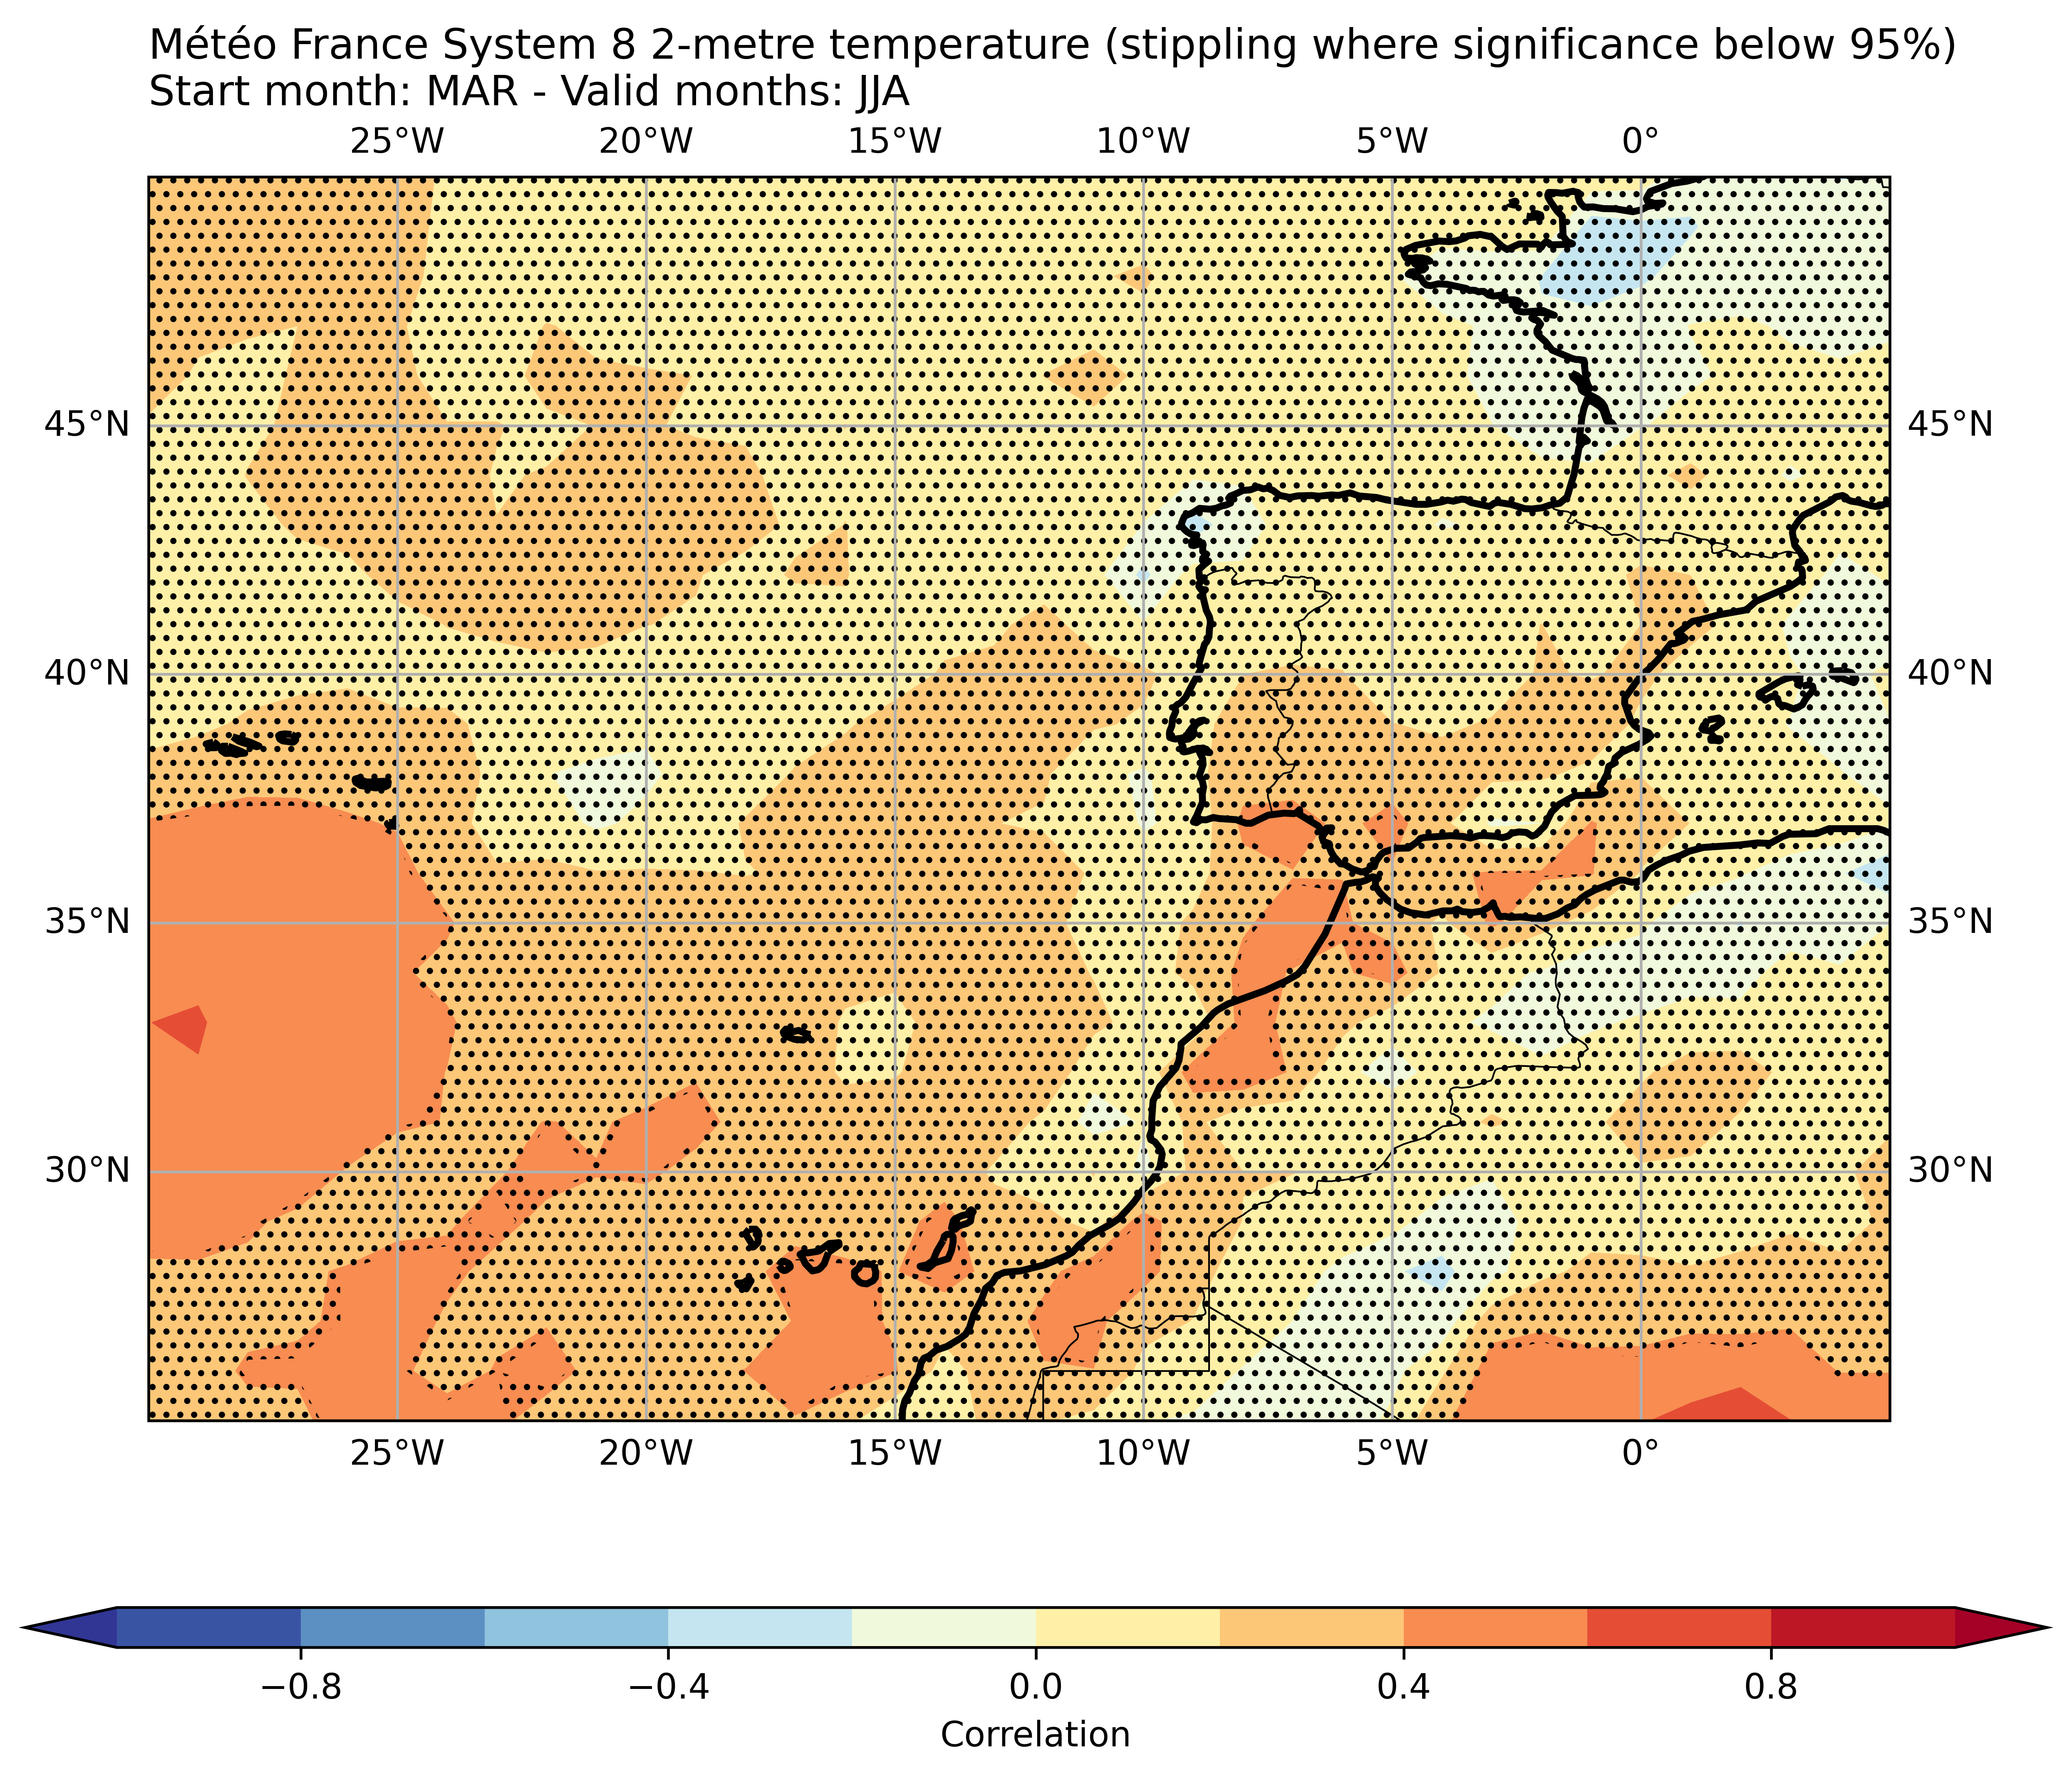 Météo France System 8 2-metre temperature (stippling where significance below 95%)
Start month: MAR - Valid months: JJA
25°W 20°W 15°W 10°W 5°W 0°
45°N 45°N
40°N 40°N
35°N 35°N
30°N 30°N
25°W 20°W 15°W 10°W 5°W 0°
−0.8 −0.4 0.0 0.4 0.8
Correlation